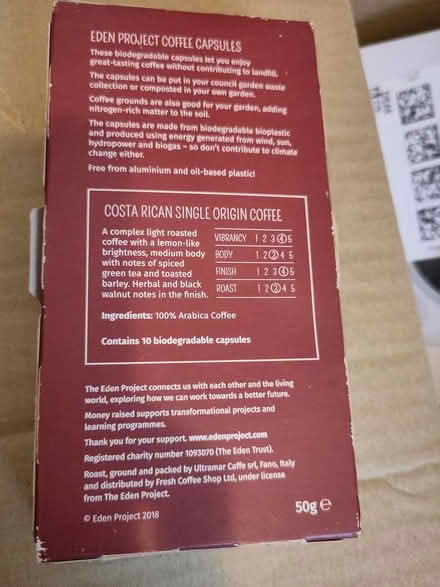 EDEN PROJECT COFFEE CAPSULES
These biodegradable capsules let you enjoy
great-tasting coffee without contributing to landfill.
The capsules can be put in your council garden waste
collection or composted in your own garden.
Coffee grounds are also good for your garden, adding
nitrogen-rich matter to the soil.
The capsules are made from biodegradable bioplastic
and produced using energy generated from wind, sun,
hydropower and biogas – so don't contribute to climate
change either.
Free from aluminium and oil-based plastic!
COSTA RICAN SINGLE ORIGIN COFFEE
A complex light roasted
coffee with a lemon-like
brightness, medium body
with notes of spiced
green tea and toasted
barley. Herbal and black
walnut notes in the finish.
VIBRANCY 1 2 3 4 5
BODY 1 2 3 4 5
FINISH 1 2 3 4 5
ROAST 1 2 3 4 5
Ingredients: 100% Arabica Coffee
Contains 10 biodegradable capsules
The Eden Project connects us with each other and the living
world, exploring how we can work towards a better future.
Money raised supports transformational projects and
learning programmes.
Thank you for your support. www.edenproject.com
Registered charity number 1093070 (The Eden Trust).
Roast, ground and packed by Ultramar Caffe srl, Fano, Italy
and distributed by Fresh Coffee Shop Ltd, under license
from The Eden Project.
© Eden Project 2018
50g e